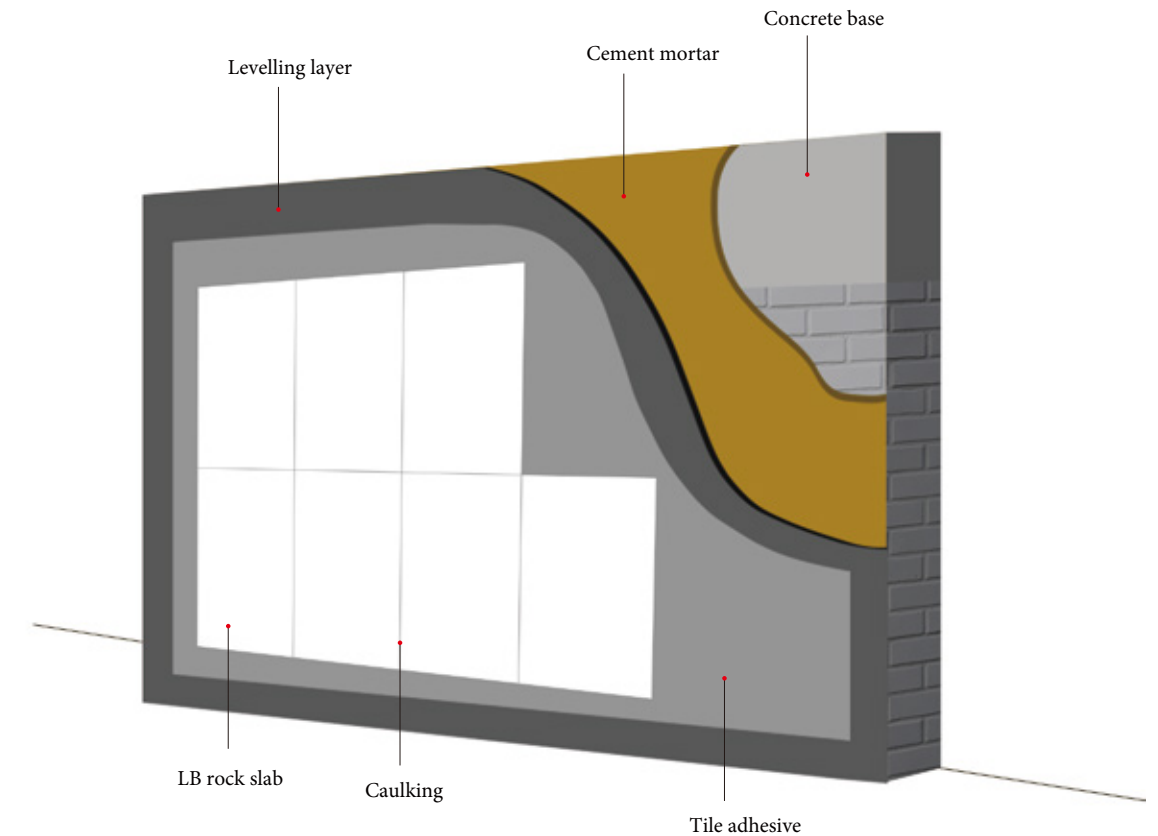 Concrete base
Cement mortar
Levelling layer
LB rock slab
Caulking
Tile adhesive